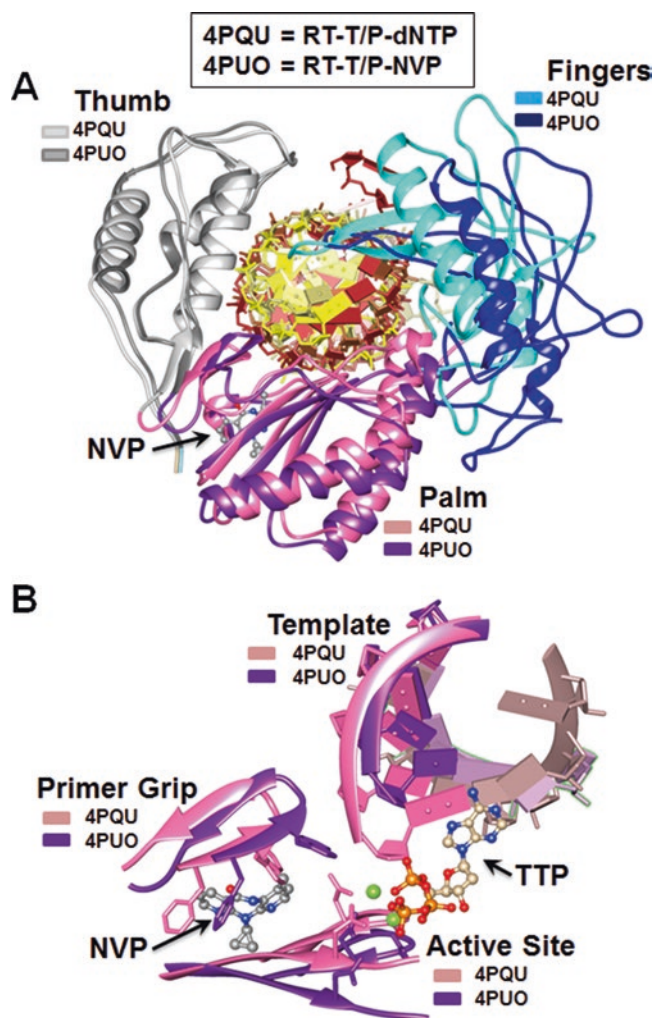 4PQU = RT-T/P-dNTP
4PUO = RT-T/P-NVP
A
Thumb
4PQU
4PUO
Fingers
4PQU
4PUO
NVP
Palm
4PQU
4PUO
B
Template
4PQU
4PUO
Primer Grip
4PQU
4PUO
TTP
NVP
Active Site
4PQU
4PUO